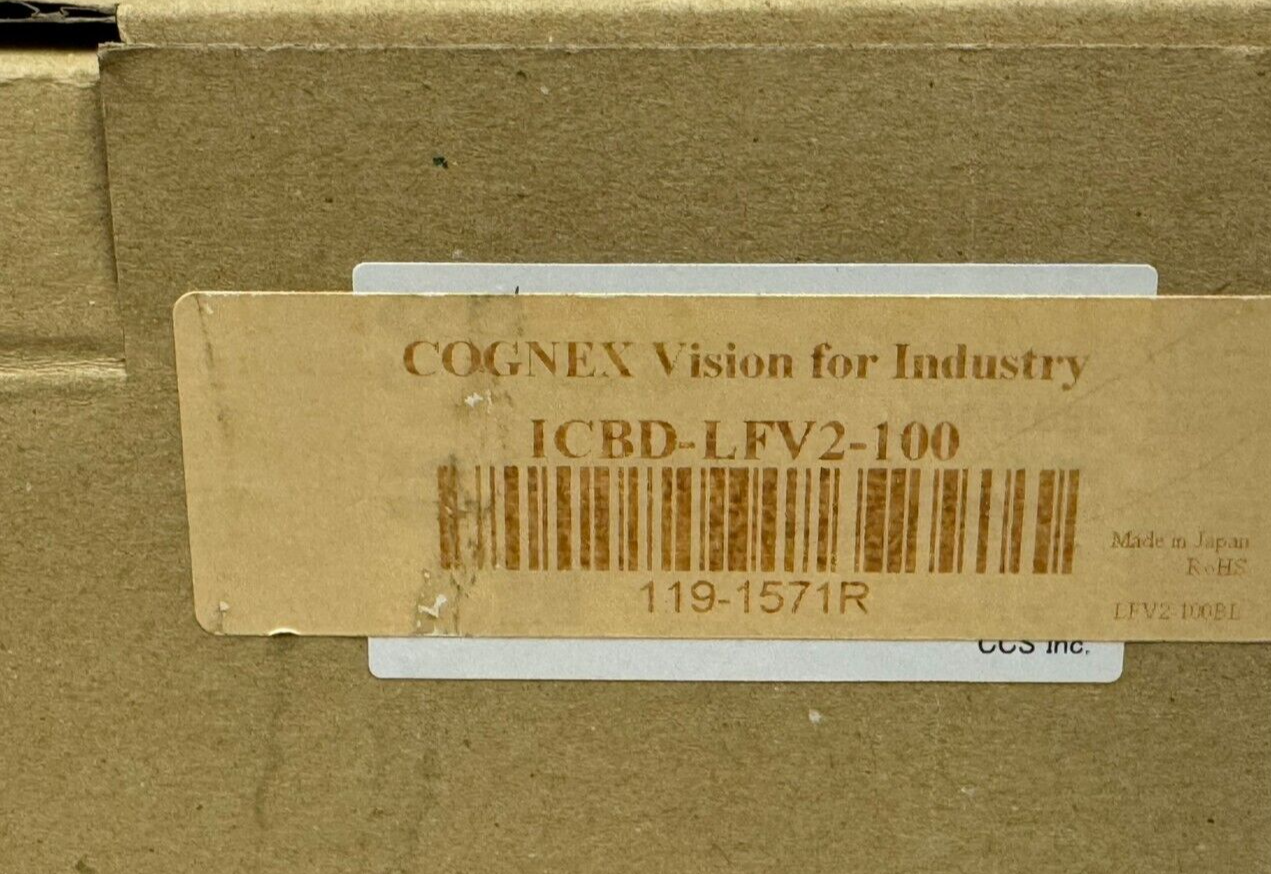 COGNEX Vision for Industry
ICBD-LFV2-100
119-1571R
Made in Japan
RoHS
LFV2-100BL
CCS Inc.